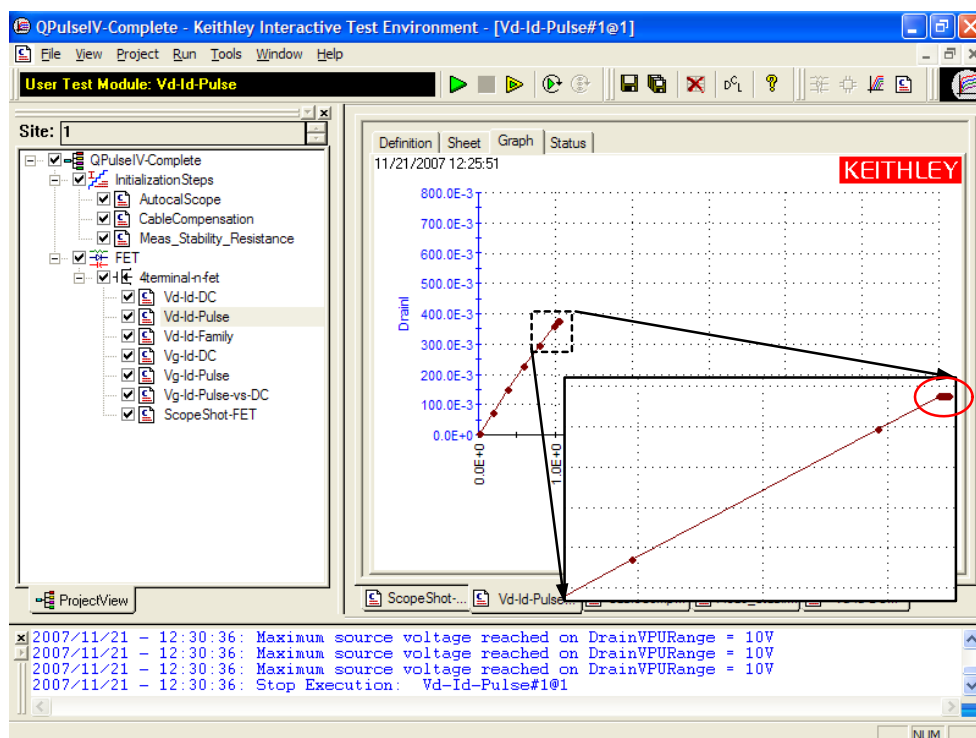 QPulseIV-Complete - Keithley Interactive Test Environment - [Vd-Id-Pulse#1@1]
File View Project Run Tools Window Help
User Test Module: Vd-Id-Pulse
Site: 1
QPulseIV-Complete
InitializationSteps
AutocalScope
CableCompensation
Meas_Stability_Resistance
FET
4terminal-n-fet
Vd-Id-DC
Vd-Id-Pulse
Vd-Id-Family
Vg-Id-DC
Vg-Id-Pulse
Vg-Id-Pulse-vs-DC
ScopeShot-FET
ProjectView
Definition Sheet Graph Status
11/21/2007 12:25:51
KEITHLEY
800.0E-3
700.0E-3
600.0E-3
500.0E-3
400.0E-3
300.0E-3
200.0E-3
100.0E-3
0.0E+0
DrainI
0.0E+0
1.0E+0
ScopeShot-... Vd-Id-Pulse...
2007/11/21 - 12:30:36: Maximum source voltage reached on DrainVPURange = 10V
2007/11/21 - 12:30:36: Maximum source voltage reached on DrainVPURange = 10V
2007/11/21 - 12:30:36: Maximum source voltage reached on DrainVPURange = 10V
2007/11/21 - 12:30:36: Stop Execution: Vd-Id-Pulse#1@1
NUM